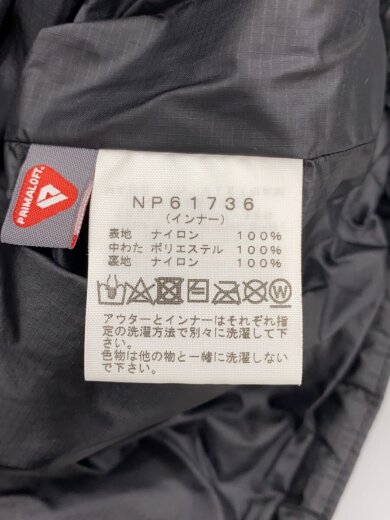 PRIMALOFT®
NP61736
(インナー)
表地 ナイロン 100%
中わた ポリエステル 100%
裏地 ナイロン 100%
W
アウターとインナーはそれぞれ指
定の洗濯方法で別々に洗濯して下
さい。
色物は他の物と一緒に洗濯しない
で下さい。